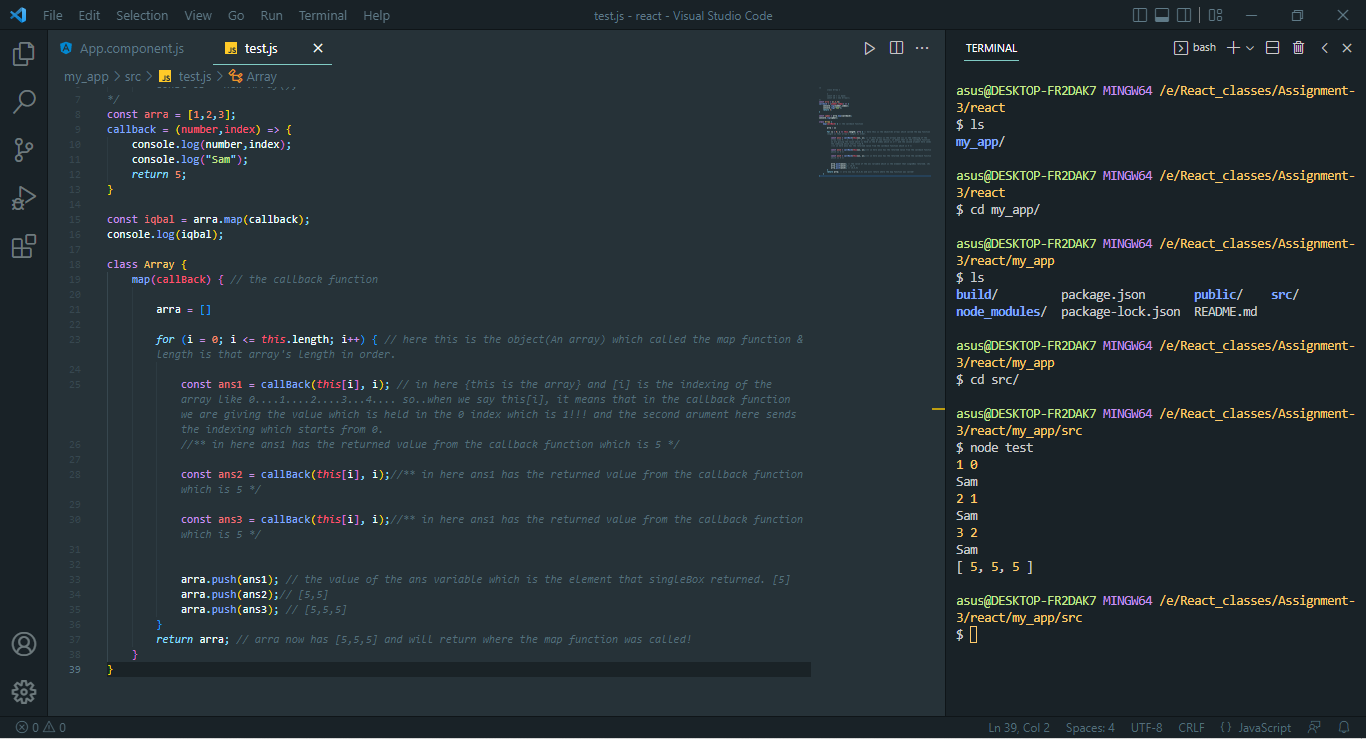 File Edit Selection View Go Run Terminal Help
test.js - react - Visual Studio Code
App.component.js
JS test.js
my_app > src > JS test.js > Array
7 */
8 const arra = [1,2,3];
9 callback = (number,index) => {
10 console.log(number,index);
11 console.log("Sam");
12 return 5;
13 }
14
15 const iqbal = arra.map(callback);
16 console.log(iqbal);
17
18 class Array {
19 map(callBack) { // the callback function
20
21 arra = []
22
23 for (i = 0; i <= this.length; i++) { // here this is the object(An array) which called the map function &
length is that array's length in order.
24
25 const ans1 = callBack(this[i], i); // in here {this is the array} and [i] is the indexing of the
array like 0....1....2....3...4.... so..when we say this[i], it means that in the callback function
we are giving the value which is held in the 0 index which is 1!!! and the second arument here sends
the indexing which starts from 0.
26 //** in here ans1 has the returned value from the callback function which is 5 */
27
28 const ans2 = callBack(this[i], i);//** in here ans1 has the returned value from the callback function
which is 5 */
29
30 const ans3 = callBack(this[i], i);//** in here ans1 has the returned value from the callback function
which is 5 */
31
32
33 arra.push(ans1); // the value of the ans variable which is the element that singleBox returned. [5]
34 arra.push(ans2);// [5,5]
35 arra.push(ans3); // [5,5,5]
36 }
37 return arra; // arra now has [5,5,5] and will return where the map function was called!
38 }
39 }
TERMINAL
bash
asus@DESKTOP-FR2DAK7 MINGW64 /e/React_classes/Assignment-
3/react
$ ls
my_app/
asus@DESKTOP-FR2DAK7 MINGW64 /e/React_classes/Assignment-
3/react
$ cd my_app/
asus@DESKTOP-FR2DAK7 MINGW64 /e/React_classes/Assignment-
3/react/my_app
$ ls
build/ package.json public/ src/
node_modules/ package-lock.json README.md
asus@DESKTOP-FR2DAK7 MINGW64 /e/React_classes/Assignment-
3/react/my_app
$ cd src/
asus@DESKTOP-FR2DAK7 MINGW64 /e/React_classes/Assignment-
3/react/my_app/src
$ node test
1 0
Sam
2 1
Sam
3 2
Sam
[ 5, 5, 5 ]
asus@DESKTOP-FR2DAK7 MINGW64 /e/React_classes/Assignment-
3/react/my_app/src
$
0 0
Ln 39, Col 2 Spaces: 4 UTF-8 CRLF {} JavaScript